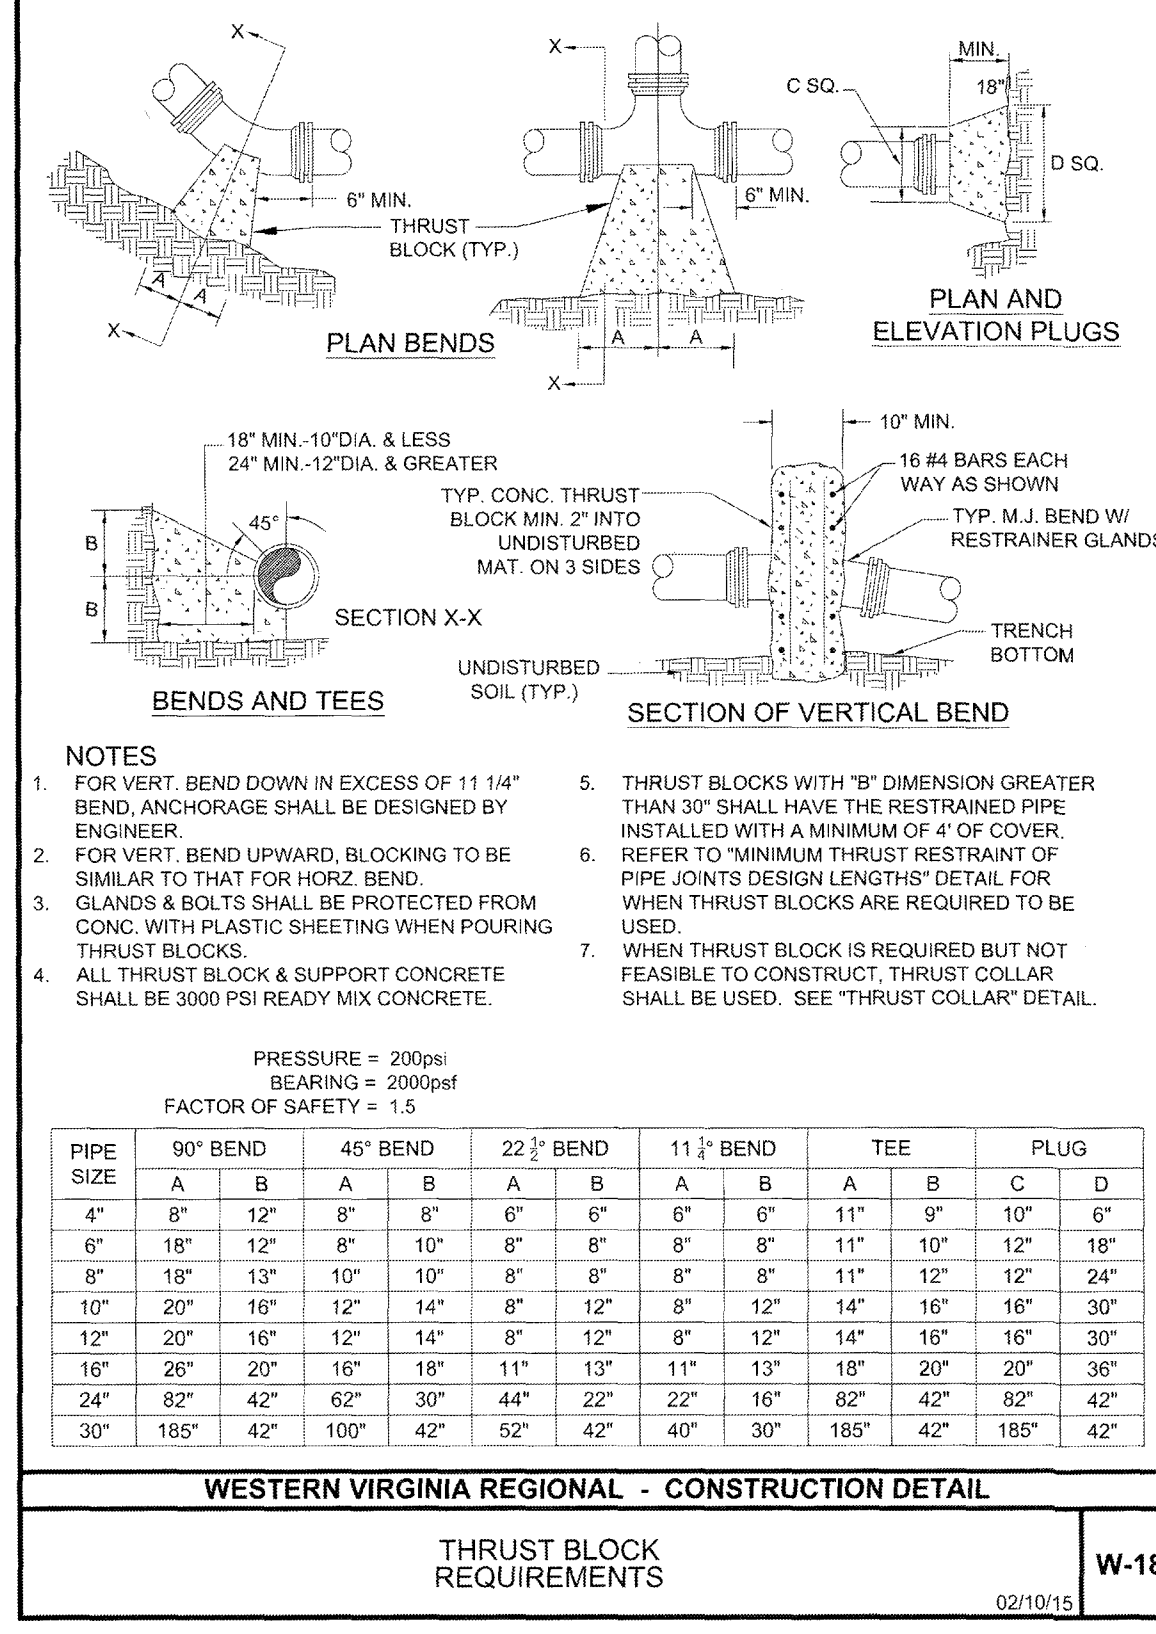 X
X
6" MIN.
THRUST
BLOCK (TYP.)
A
A
X
PLAN BENDS
X
6" MIN.
A
A
X
MIN.
18"
C SQ.
D SQ.
PLAN AND
ELEVATION PLUGS
18" MIN.-10"DIA. & LESS
24" MIN.-12"DIA. & GREATER
45°
B
B
SECTION X-X
BENDS AND TEES
10" MIN.
16 #4 BARS EACH
WAY AS SHOWN
TYP. CONC. THRUST
BLOCK MIN. 2" INTO
UNDISTURBED
MAT. ON 3 SIDES
TYP. M.J. BEND W/
RESTRAINER GLANDS
TRENCH
BOTTOM
UNDISTURBED
SOIL (TYP.)
SECTION OF VERTICAL BEND
NOTES
1. FOR VERT. BEND DOWN IN EXCESS OF 11 1/4"
BEND, ANCHORAGE SHALL BE DESIGNED BY
ENGINEER.
2. FOR VERT. BEND UPWARD, BLOCKING TO BE
SIMILAR TO THAT FOR HORZ. BEND.
3. GLANDS & BOLTS SHALL BE PROTECTED FROM
CONC. WITH PLASTIC SHEETING WHEN POURING
THRUST BLOCKS.
4. ALL THRUST BLOCK & SUPPORT CONCRETE
SHALL BE 3000 PSI READY MIX CONCRETE.
5. THRUST BLOCKS WITH "B" DIMENSION GREATER
THAN 30" SHALL HAVE THE RESTRAINED PIPE
INSTALLED WITH A MINIMUM OF 4' OF COVER.
6. REFER TO "MINIMUM THRUST RESTRAINT OF
PIPE JOINTS DESIGN LENGTHS" DETAIL FOR
WHEN THRUST BLOCKS ARE REQUIRED TO BE
USED.
7. WHEN THRUST BLOCK IS REQUIRED BUT NOT
FEASIBLE TO CONSTRUCT, THRUST COLLAR
SHALL BE USED. SEE "THRUST COLLAR" DETAIL.
PRESSURE = 200psi
BEARING = 2000psf
FACTOR OF SAFETY = 1.5
PIPE SIZE 90° BEND 45° BEND 22 1/2° BEND 11 1/4° BEND TEE PLUG
A B A B A B A B A B C D
4" 8" 12" 8" 8" 6" 6" 6" 6" 11" 9" 10" 6"
6" 18" 12" 8" 10" 8" 8" 8" 8" 11" 10" 12" 18"
8" 18" 13" 10" 10" 8" 8" 8" 8" 11" 12" 12" 24"
10" 20" 16" 12" 14" 8" 12" 8" 12" 14" 16" 16" 30"
12" 20" 16" 12" 14" 8" 12" 8" 12" 14" 16" 16" 30"
16" 26" 20" 16" 18" 11" 13" 11" 13" 18" 20" 20" 36"
24" 82" 42" 62" 30" 44" 22" 22" 16" 82" 42" 82" 42"
30" 185" 42" 100" 42" 52" 42" 40" 30" 185" 42" 185" 42"
WESTERN VIRGINIA REGIONAL - CONSTRUCTION DETAIL
THRUST BLOCK
REQUIREMENTS
W-18
02/10/15